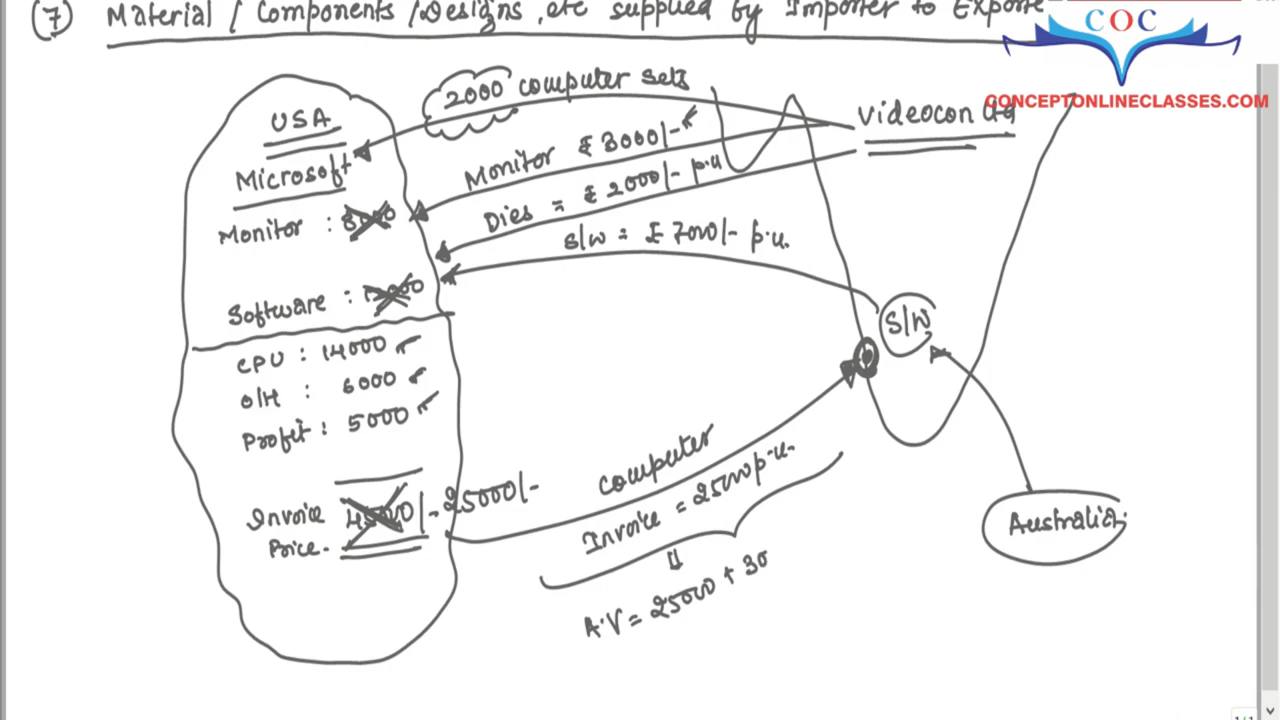 (7) Material / Components / Designs, etc supplied by Importer to Exporte
COC
CONCEPTONLINECLASSES.COM
2000 computer sets
Videocon
USA
Microsoft
Monitor ₹ 3000/-
Dies = ₹ 2000/- p.u
S/W = ₹ 7000/- p.u.
Monitor :
Software :
S/W
CPU : 14000
O/H : 6000
Profit : 5000
Invoice 25000/-
Price.
computer
Invoice = 25000 p.u.
A.V = 25000 + 30
Australia.